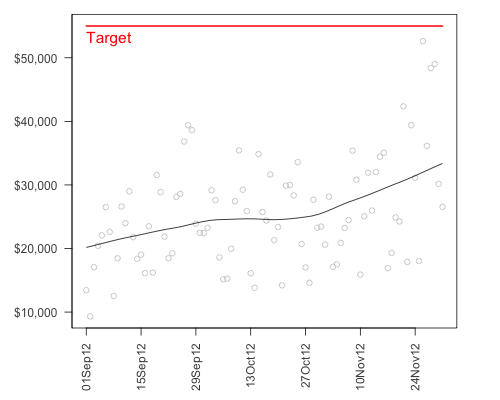 Target
$50,000
$40,000
$30,000
$20,000
$10,000
01Sep12
15Sep12
29Sep12
13Oct12
27Oct12
10Nov12
24Nov12